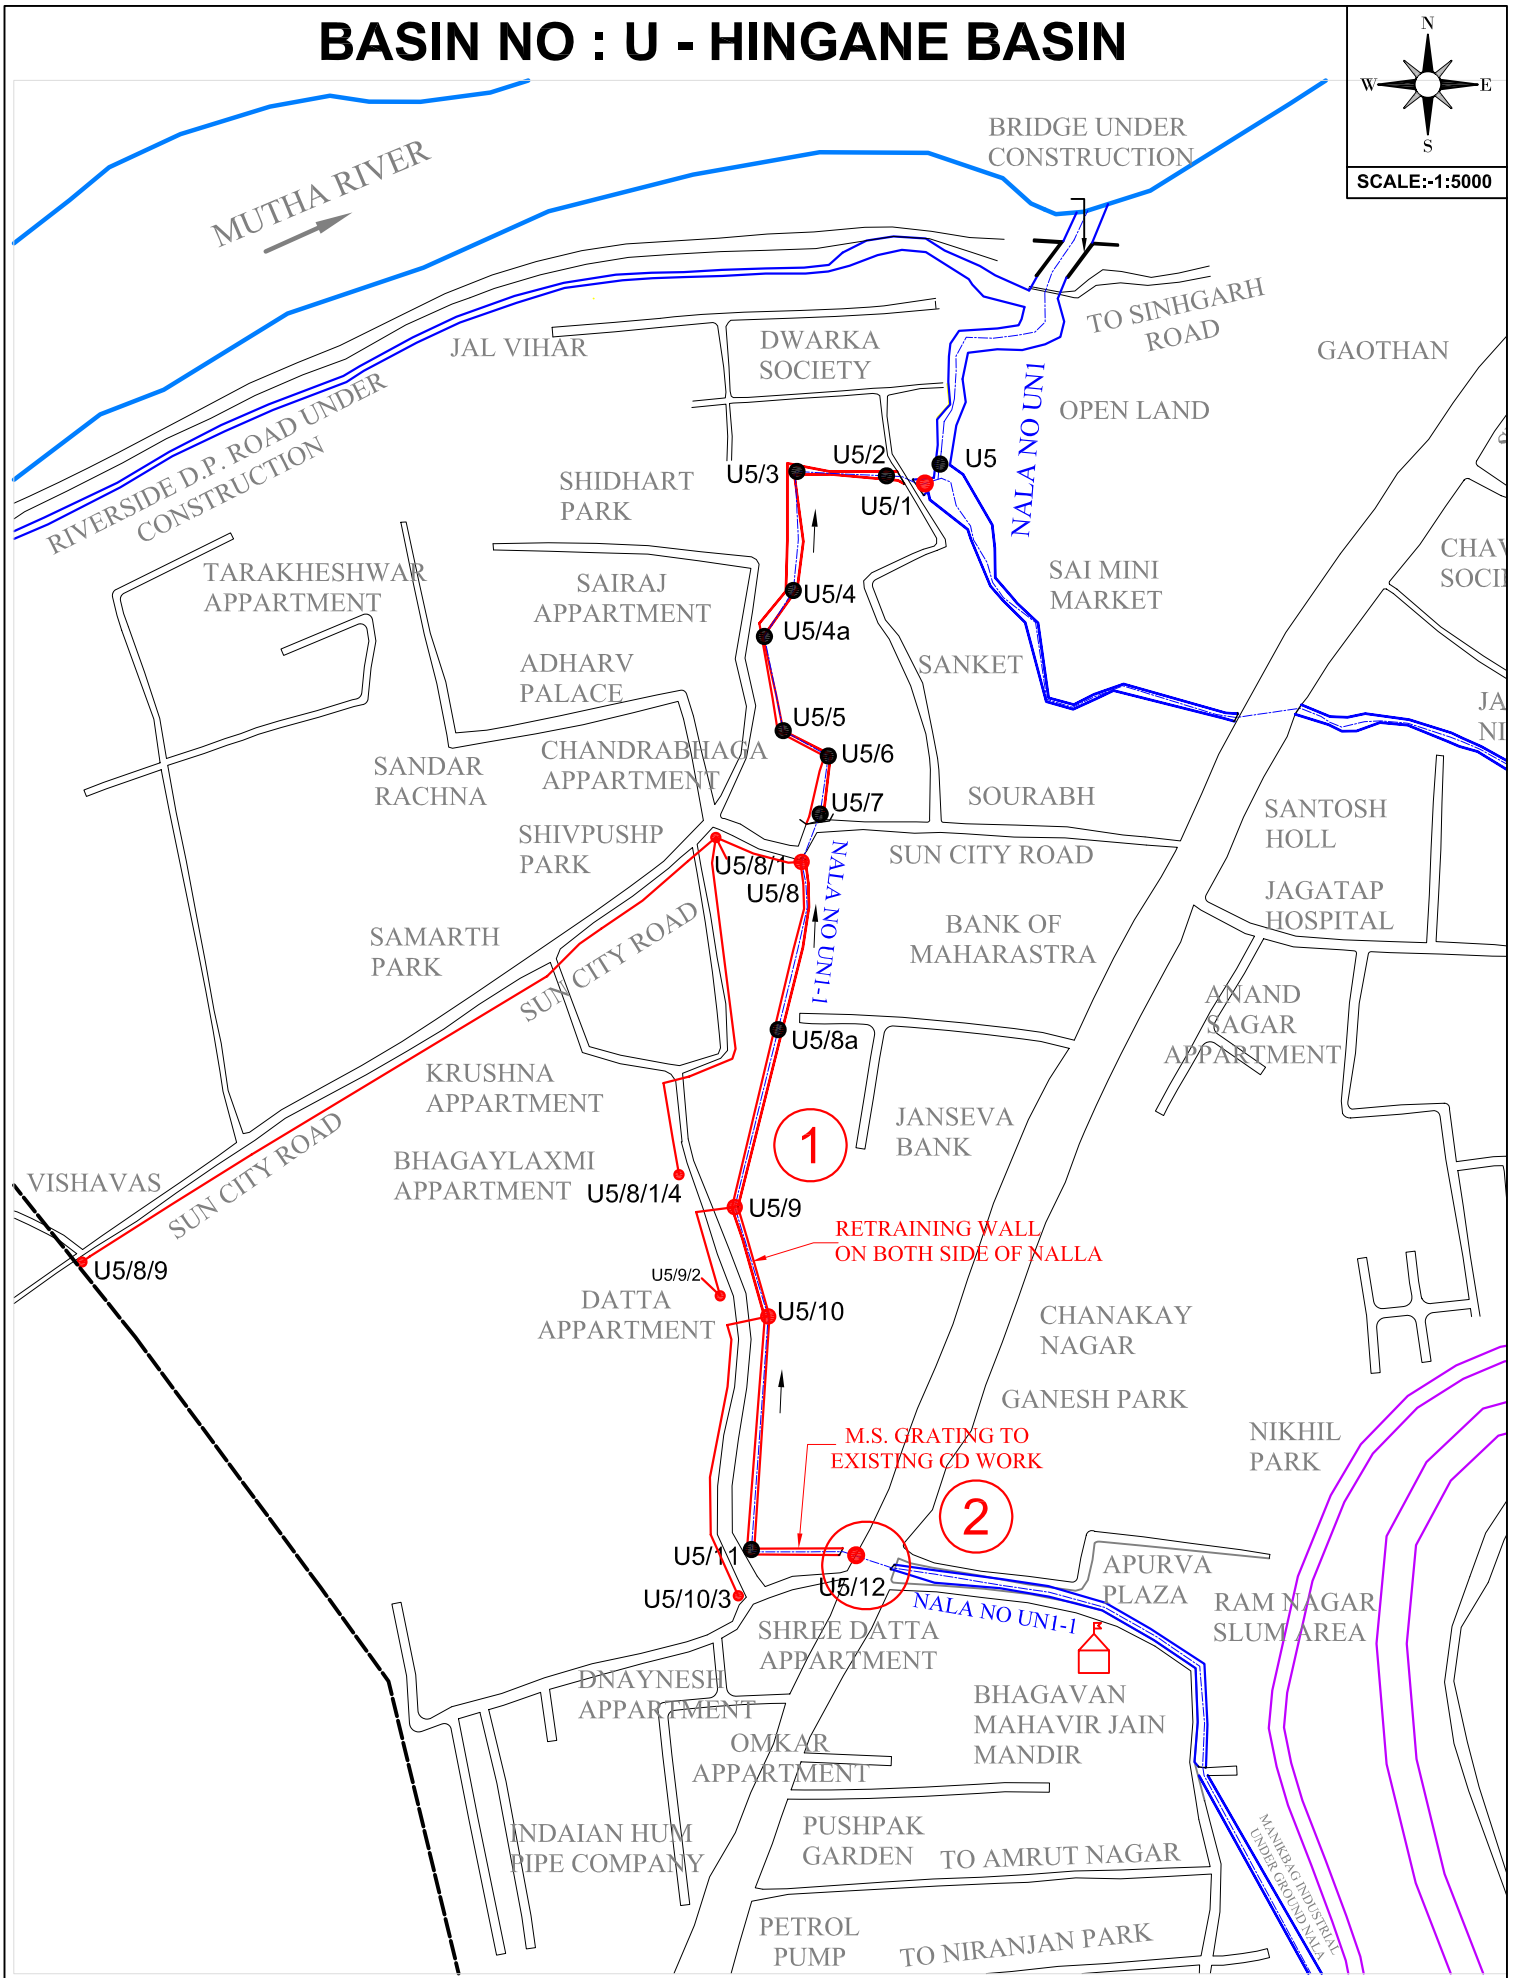 BASIN NO : U - HINGANE BASIN
N
W
E
S
SCALE:-1:5000
BRIDGE UNDER
CONSTRUCTION
MUTHA RIVER
TO SINHGARH
ROAD
GAOTHAN
JAL VIHAR
DWARKA
SOCIETY
OPEN LAND
NALA NO UN1
RIVERSIDE D.P. ROAD UNDER
CONSTRUCTION
U5/2
U5
U5/3
U5/1
SHIDHART
PARK
CHAV
SOCI
TARAKHESHWAR
APPARTMENT
SAIRAJ
APPARTMENT
SAI MINI
MARKET
U5/4
U5/4a
SANKET
ADHARV
PALACE
JA
NI
U5/5
U5/6
CHANDRABHAGA
APPARTMENT
SANDAR
RACHNA
U5/7
SOURABH
SANTOSH
HOLL
SHIVPUSHP
PARK
U5/8/1
U5/8
SUN CITY ROAD
NALA NO UN1-1
JAGATAP
HOSPITAL
BANK OF
MAHARASTRA
SAMARTH
PARK
SUN CITY ROAD
ANAND
SAGAR
APPARTMENT
U5/8a
KRUSHNA
APPARTMENT
JANSEVA
BANK
1
BHAGAYLAXMI
APPARTMENT
U5/8/1/4
VISHAVAS
SUN CITY ROAD
U5/9
RETRAINING WALL
ON BOTH SIDE OF NALLA
U5/8/9
U5/9/2
DATTA
APPARTMENT
U5/10
CHANAKAY
NAGAR
GANESH PARK
M.S. GRATING TO
EXISTING CD WORK
NIKHIL
PARK
2
U5/11
U5/12
U5/10/3
APURVA
PLAZA
NALA NO UN1-1
RAM NAGAR
SLUM AREA
SHREE DATTA
APPARTMENT
DNAYNESH
APPARTMENT
BHAGAVAN
MAHAVIR JAIN
MANDIR
OMKAR
APPARTMENT
INDAIAN HUM
PIPE COMPANY
PUSHPAK
GARDEN
TO AMRUT NAGAR
MANIKBAG INDUSTRIAL
UNDER GROUND NALA
PETROL
PUMP
TO NIRANJAN PARK